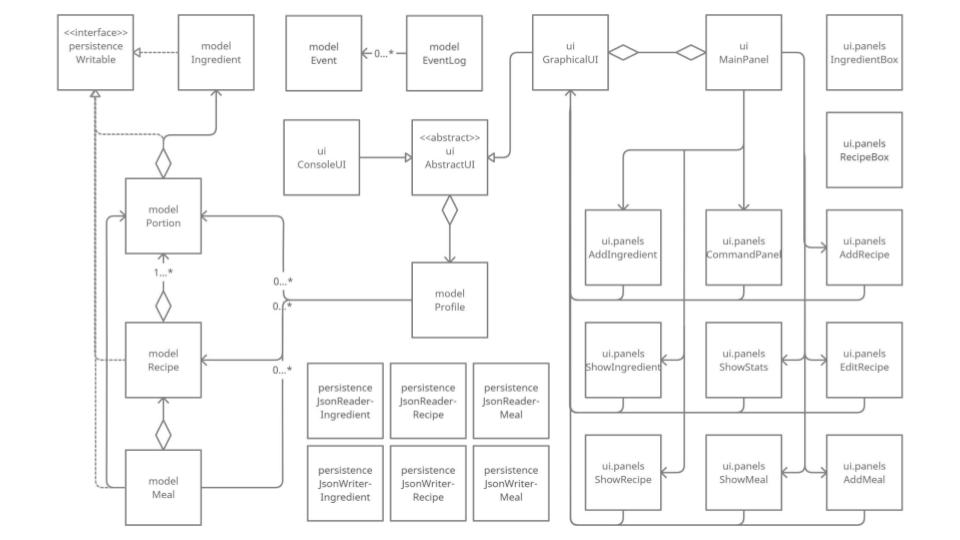 <<interface>>
persistence
Writable
model
Ingredient
model
Event
0...*
model
EventLog
ui
GraphicalUI
ui
MainPanel
ui.panels
IngredientBox
ui
ConsoleUI
<<abstract>>
ui
AbstractUI
ui.panels
RecipeBox
model
Portion
ui.panels
AddIngredient
ui.panels
CommandPanel
ui.panels
AddRecipe
1...*
0...*
0...*
model
Profile
model
Recipe
0...*
ui.panels
ShowIngredient
ui.panels
ShowStats
ui.panels
EditRecipe
persistence
JsonReader-
Ingredient
persistence
JsonReader-
Recipe
persistence
JsonReader-
Meal
model
Meal
persistence
JsonWriter-
Ingredient
persistence
JsonWriter-
Recipe
persistence
JsonWriter-
Meal
ui.panels
ShowRecipe
ui.panels
ShowMeal
ui.panels
AddMeal